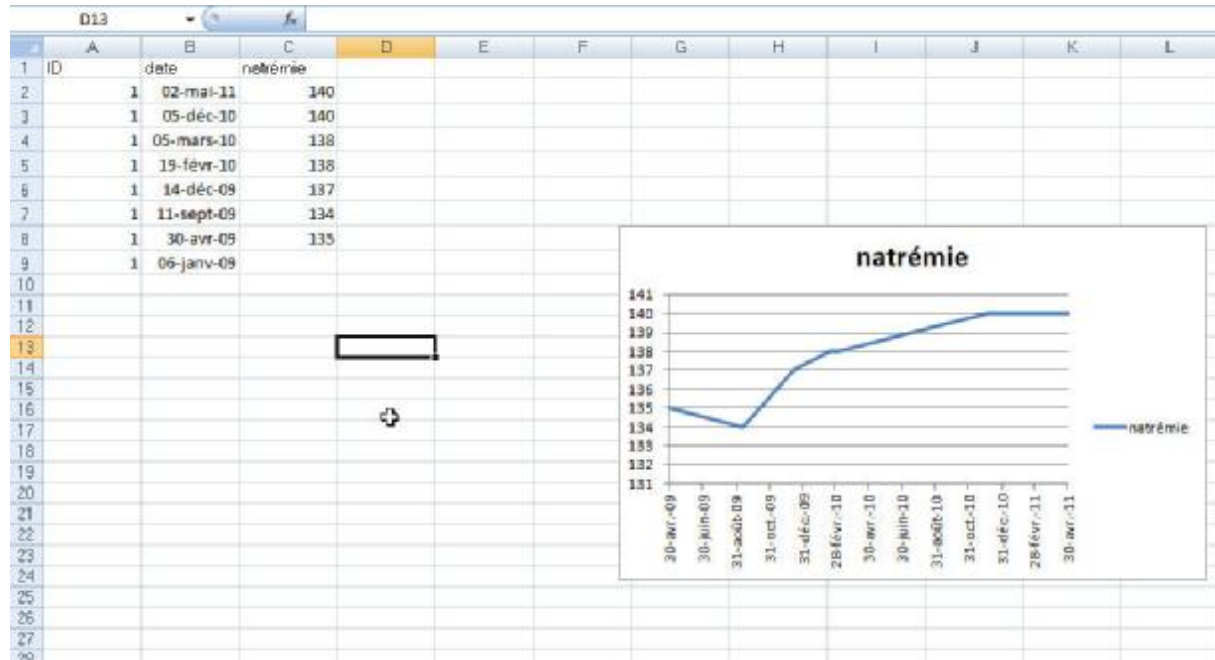 D13 fx
A B C D E F G H I J K L
1 ID date natrémie
2 1 02-mai-11 140
3 1 05-déc-10 140
4 1 05-mars-10 138
5 1 19-févr-10 138
6 1 14-déc-09 137
7 1 11-sept-09 134
8 1 30-avr-09 135
9 1 06-janv-09
10
11
12
13
14
15
16
17
18
19
20
21
22
23
24
25
26
27
natrémie
141
140
139
138
137
136
135
134
133
132
131
natrémie
30-avr.-09 30-juin-09 31-août-09 31-oct.-09 31-déc.-09 28-févr.-10 30-avr.-10 30-juin-10 31-août-10 31-oct.-10 31-déc.-10 28-févr.-11 30-avr.-11